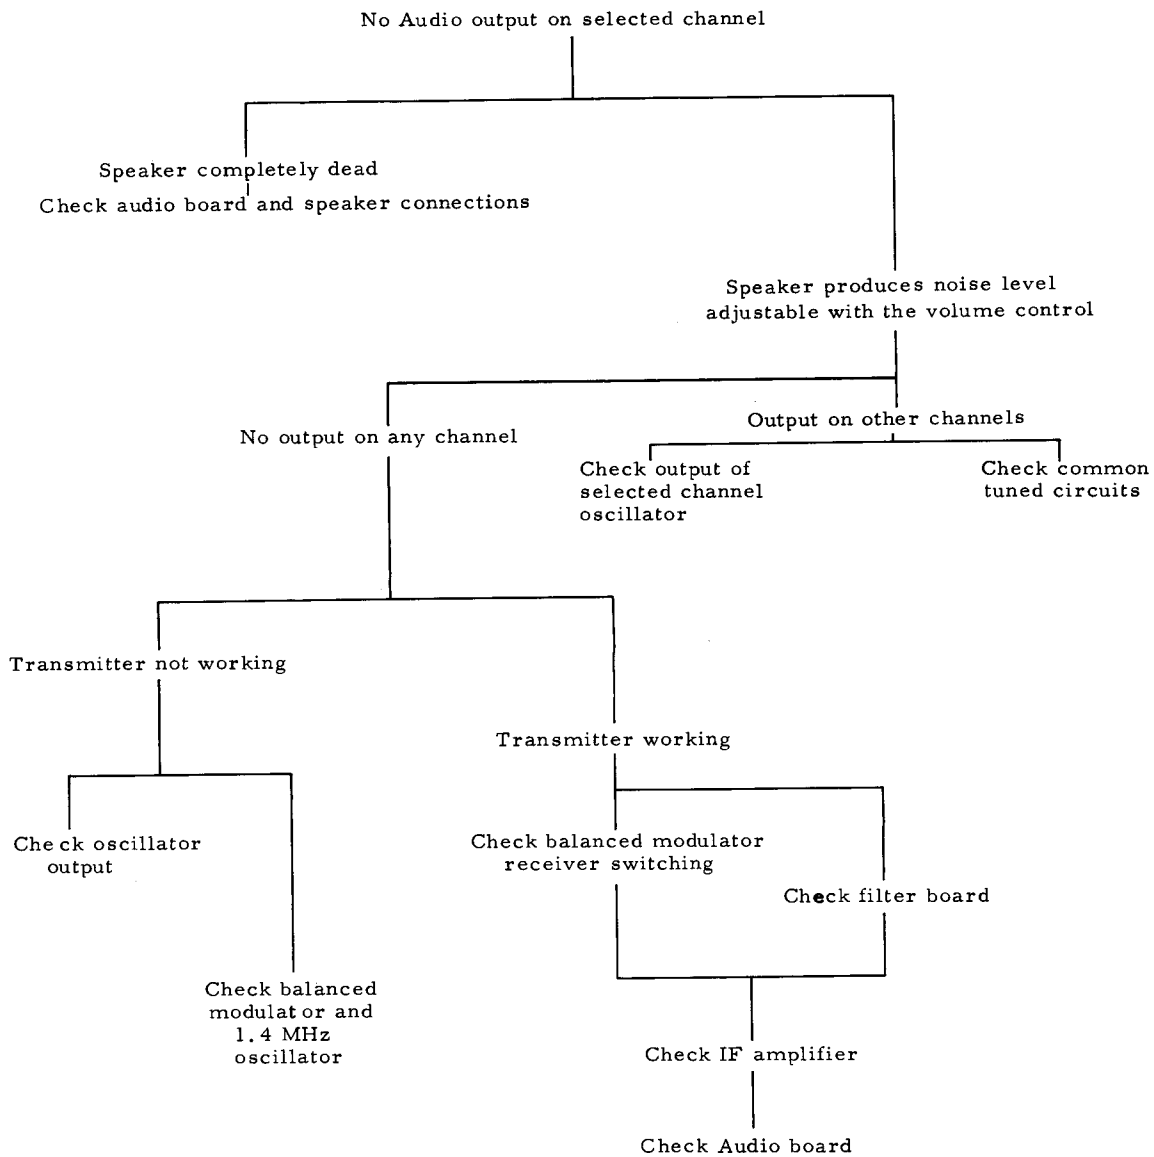 No Audio output on selected channel
Speaker completely dead
Check audio board and speaker connections
Speaker produces noise level
adjustable with the volume control
No output on any channel
Output on other channels
Check output of
selected channel
oscillator
Check common
tuned circuits
Transmitter not working
Transmitter working
Check oscillator
output
Check balanced modulator
receiver switching
Check filter board
Check balanced
modulator and
1.4 MHz
oscillator
Check IF amplifier
Check Audio board